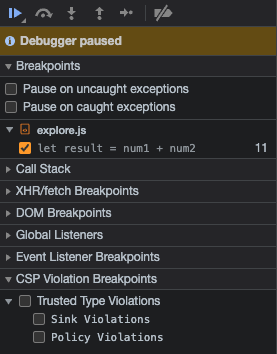 Debugger paused
Breakpoints
Pause on uncaught exceptions
Pause on caught exceptions
explore.js
let result = num1 + num2 11
Call Stack
XHR/fetch Breakpoints
DOM Breakpoints
Global Listeners
Event Listener Breakpoints
CSP Violation Breakpoints
Trusted Type Violations
Sink Violations
Policy Violations